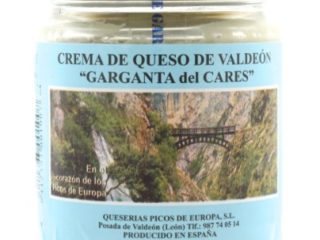 CREMA DE QUESO DE VALDEÓN
“GARGANTA del CARES”
En el
corazón de los
Picos de Europa
QUESERIAS PICOS DE EUROPA, S.L.
Posada de Valdeón (León) Tlf.: 987 74 05 14
PRODUCIDO EN ESPAÑA